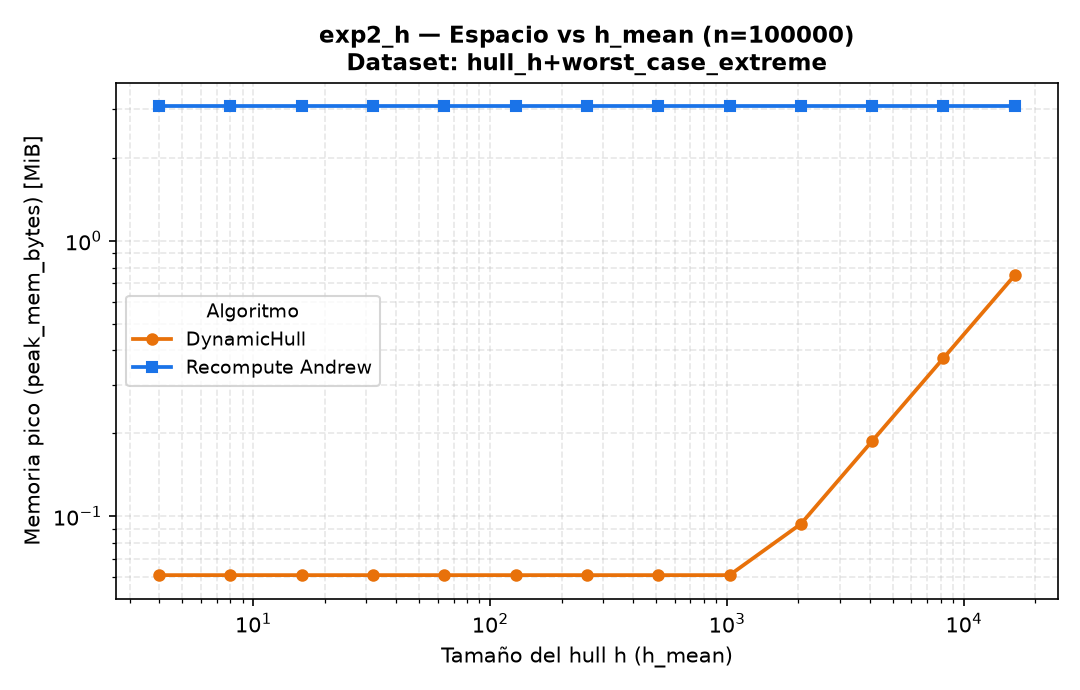 exp2_h — Espacio vs h_mean (n=100000)
Dataset: hull_h+worst_case_extreme
Memoria pico (peak_mem_bytes) [MiB]
10⁰
10⁻¹
Algoritmo
DynamicHull
Recompute Andrew
10¹ 10² 10³ 10⁴
Tamaño del hull h (h_mean)